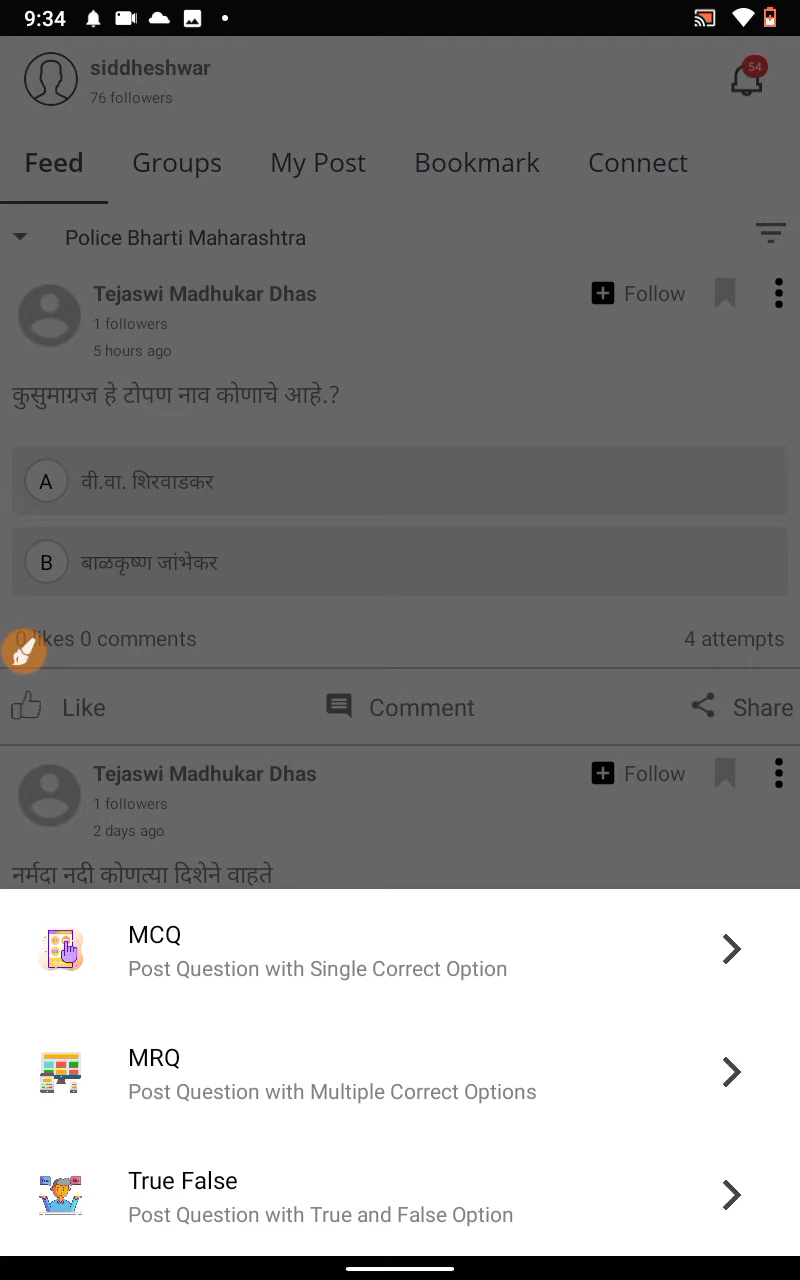 9:34
siddheshwar
76 followers
54
Feed Groups My Post Bookmark Connect
Police Bharti Maharashtra
Tejaswi Madhukar Dhas
Follow
1 followers
5 hours ago
कुसुमाग्रज हे टोपण नाव कोणाचे आहे.?
A वी.वा. शिरवाडकर
B बाळकृष्ण जांभेकर
0 likes 0 comments 4 attempts
Like Comment Share
Tejaswi Madhukar Dhas
Follow
1 followers
2 days ago
नर्मदा नदी कोणत्या दिशेने वाहते
MCQ
Post Question with Single Correct Option
MRQ
Post Question with Multiple Correct Options
True False
Post Question with True and False Option